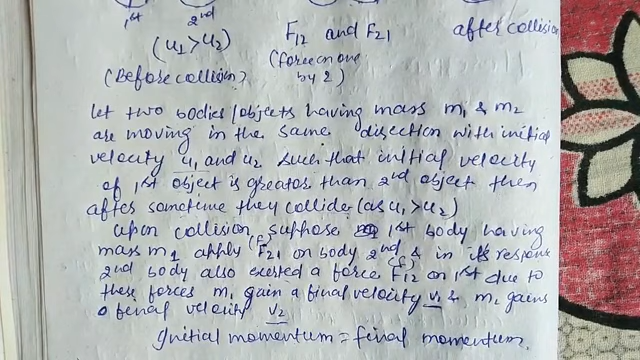 1st 2nd
(u1 > u2) F12 and F21 after collision
(Before collision) (force on one by 2)
let two bodies/objects having mass m1 & m2
are moving in the same direction with initial
velocity u1 and u2 such that initial velocity
of 1st object is greator than 2nd object then
after sometime they collide (as u1 > u2)
upon collision suppose 1st body having
mass m1 apply (F) F21 on body 2nd & in its response
2nd body also exerted a force (f) F12 on 1st due to
these forces m1 gain a final velocity v1 & m2 gains
a final velocity v2
Initial momentum = final momentum.